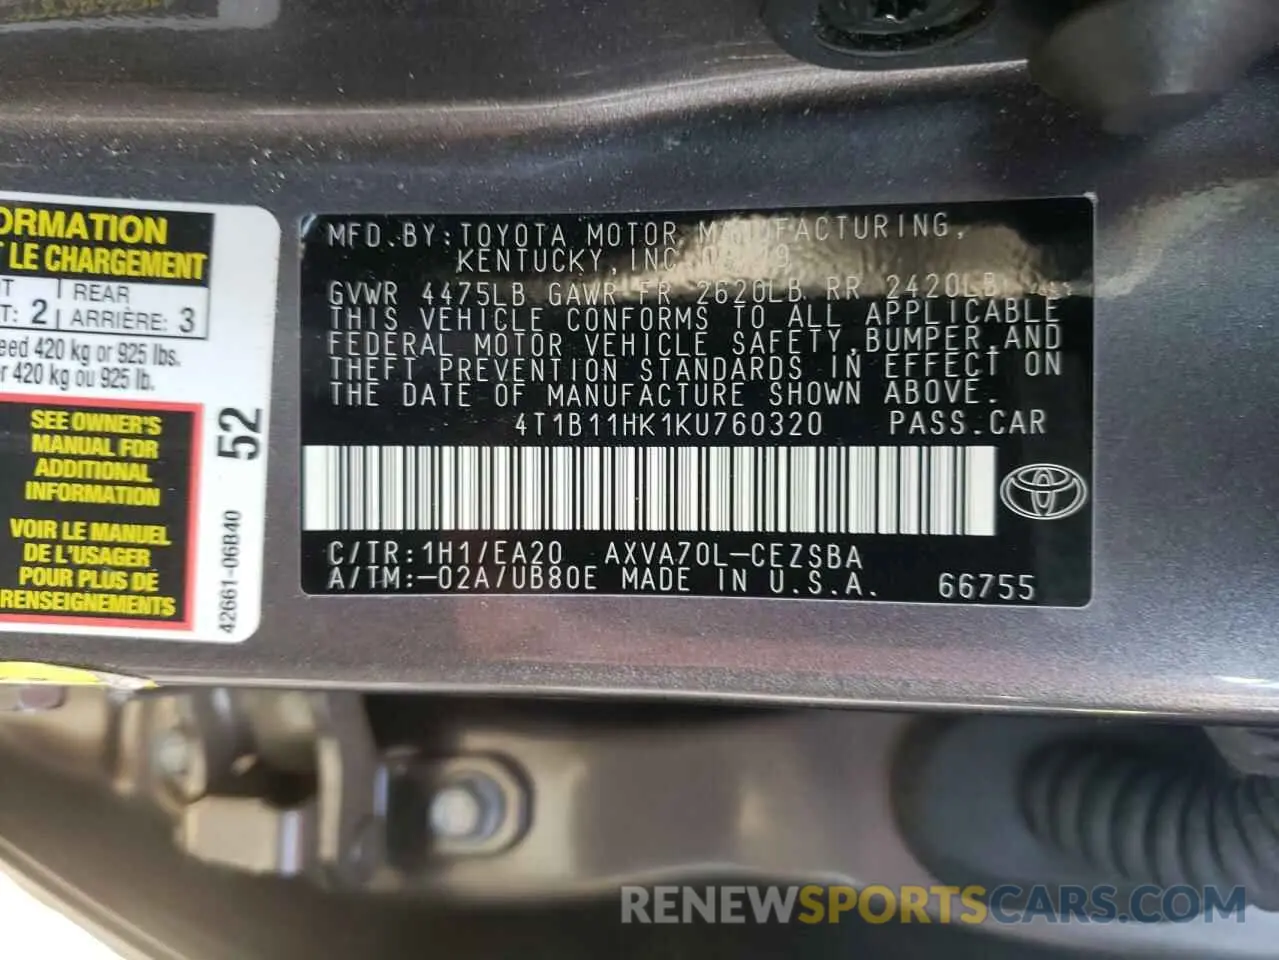 ORMATION
T LE CHARGEMENT
REAR
T: 2 ARRIÈRE: 3
eed 420 kg or 925 lbs.
r 420 kg ou 925 lb.
SEE OWNER'S
MANUAL FOR
ADDITIONAL
INFORMATION
VOIR LE MANUEL
DE L'USAGER
POUR PLUS DE
RENSEIGNEMENTS
52
42661-06B40
MFD.BY:TOYOTA MOTOR MANUFACTURING,
KENTUCKY,INC.
GVWR 4475LB GAWR FR 2620LB RR 2420LB
THIS VEHICLE CONFORMS TO ALL APPLICABLE
FEDERAL MOTOR VEHICLE SAFETY,BUMPER,AND
THEFT PREVENTION STANDARDS IN EFFECT ON
THE DATE OF MANUFACTURE SHOWN ABOVE.
4T1B11HK1KU760320 PASS.CAR
C/TR:1H1/EA20 AXVA70L-CEZSBA
A/TM:-02A/UB80E MADE IN U.S.A. 66755
RENEWSPORTSCARS.COM